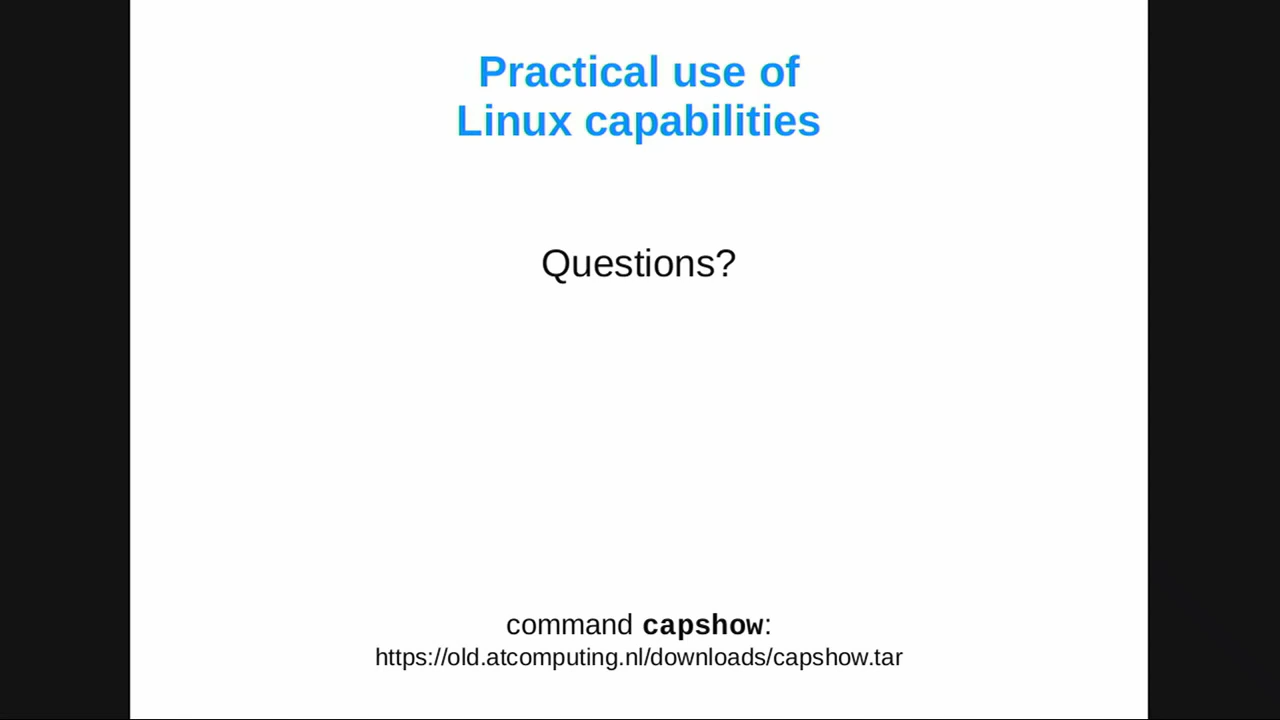 Practical use of
Linux capabilities
Questions?
command capshow:
https://old.atcomputing.nl/downloads/capshow.tar